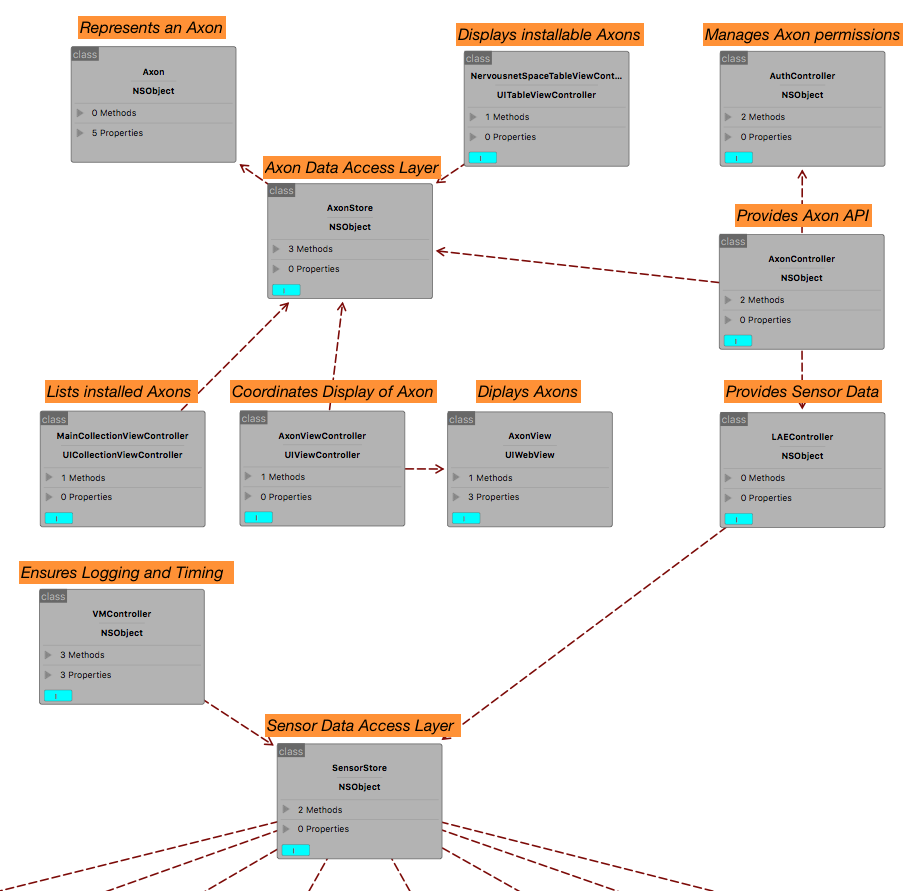 Represents an Axon
class
Axon
NSObject
0 Methods
5 Properties
Displays installable Axons
class
NervousnetSpaceTableViewCont...
UITableViewController
1 Methods
0 Properties
I
Manages Axon permissions
class
AuthController
NSObject
2 Methods
0 Properties
I
Axon Data Access Layer
class
AxonStore
NSObject
3 Methods
0 Properties
I
Provides Axon API
class
AxonController
NSObject
2 Methods
0 Properties
I
Lists installed Axons
class
MainCollectionViewController
UICollectionViewController
1 Methods
0 Properties
I
Coordinates Display of Axon
class
AxonViewController
UIViewController
1 Methods
0 Properties
I
Diplays Axons
class
AxonView
UIWebView
1 Methods
3 Properties
I
Provides Sensor Data
class
LAEController
NSObject
0 Methods
0 Properties
I
Ensures Logging and Timing
class
VMController
NSObject
3 Methods
3 Properties
I
Sensor Data Access Layer
class
SensorStore
NSObject
2 Methods
0 Properties
I